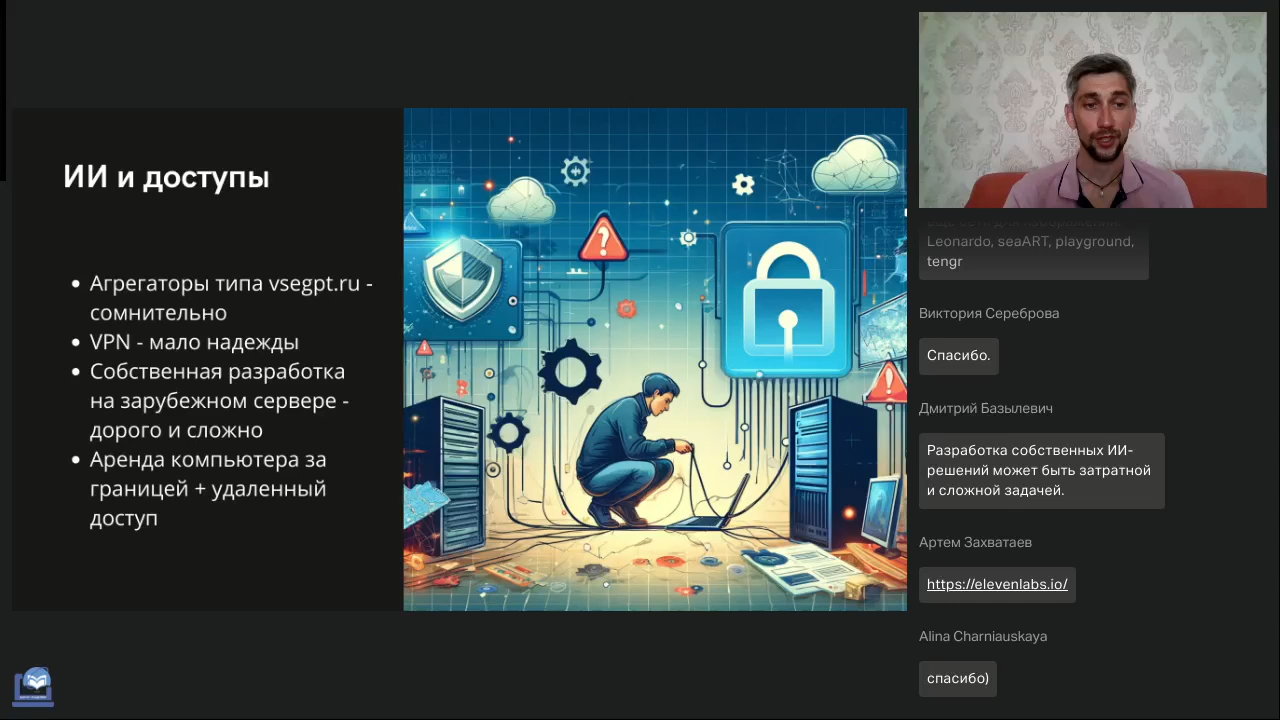 ИИ и доступы
Агрегаторы типа vsegpt.ru -
сомнительно
VPN - мало надежды
Собственная разработка
на зарубежном сервере -
дорого и сложно
Аренда компьютера за
границей + удаленный
доступ
Leonardo, seaART, playground,
tengr
Виктория Сереброва
Спасибо.
Дмитрий Базылевич
Разработка собственных ИИ-
решений может быть затратной
и сложной задачей.
Артем Захватаев
https://elevenlabs.io/
Alina Charniauskaya
спасибо)